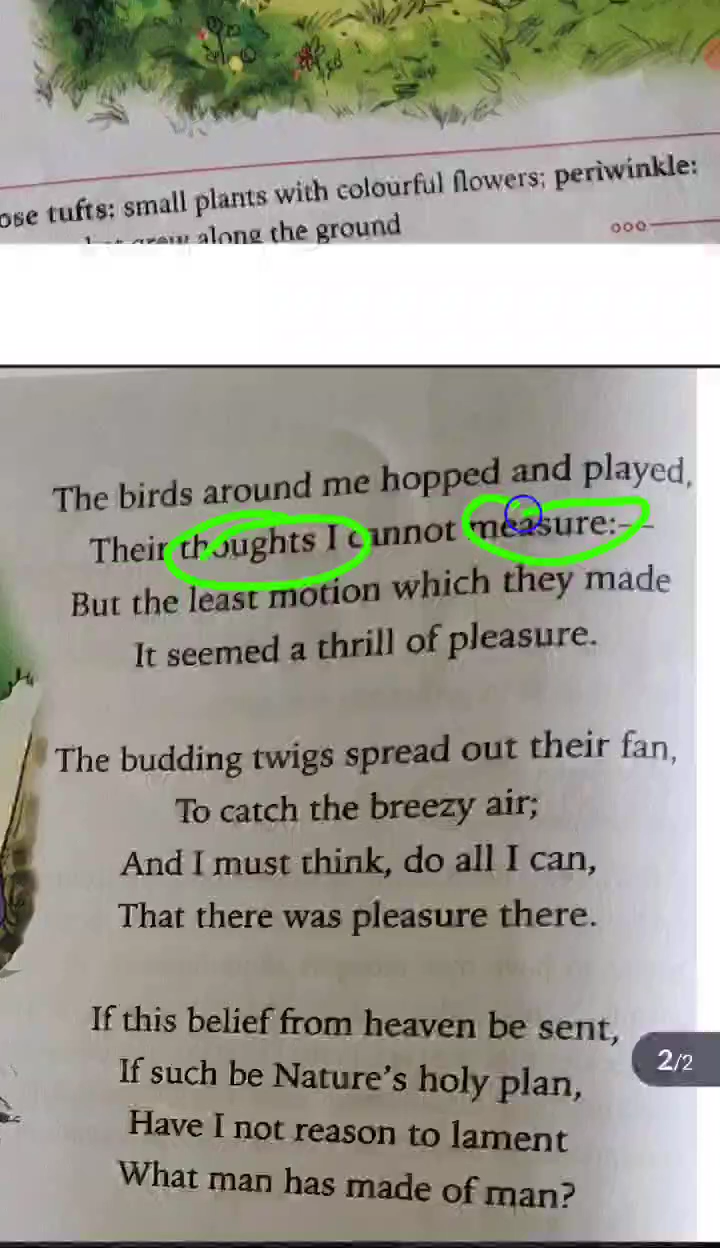 ose tufts: small plants with colourful flowers; periwinkle:
grew along the ground
The birds around me hopped and played,
Their thoughts I cannot measure:—
But the least motion which they made
It seemed a thrill of pleasure.
The budding twigs spread out their fan,
To catch the breezy air;
And I must think, do all I can,
That there was pleasure there.
If this belief from heaven be sent,
If such be Nature's holy plan,
Have I not reason to lament
What man has made of man?
2/2